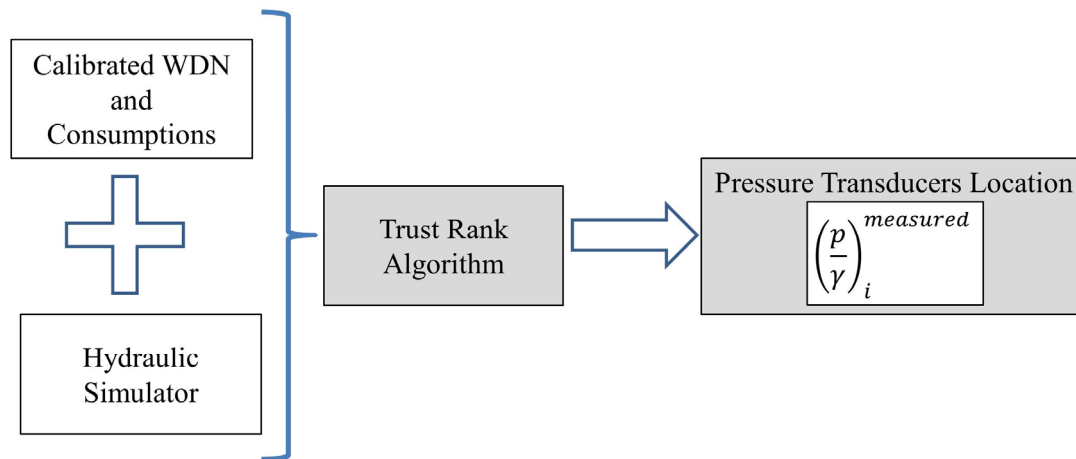 Calibrated WDN
and
Consumptions
Hydraulic
Simulator
Trust Rank
Algorithm
Pressure Transducers Location
(p/γ)_i^measured